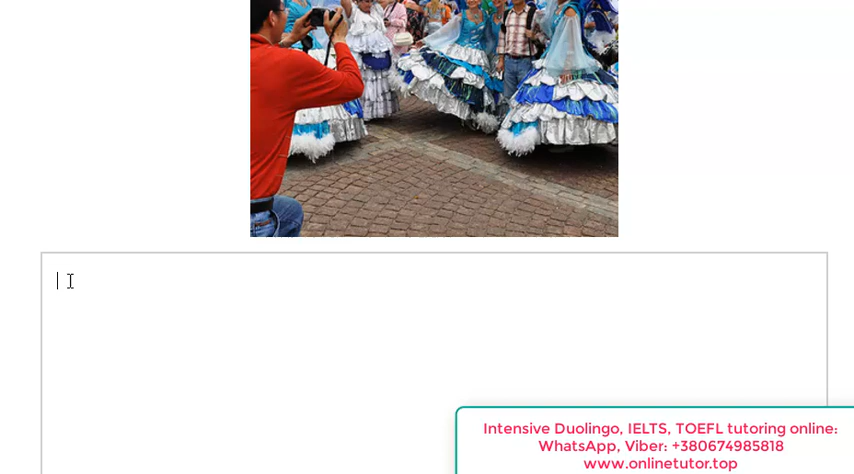 Intensive Duolingo, IELTS, TOEFL tutoring online:
WhatsApp, Viber: +380674985818
www.onlinetutor.top